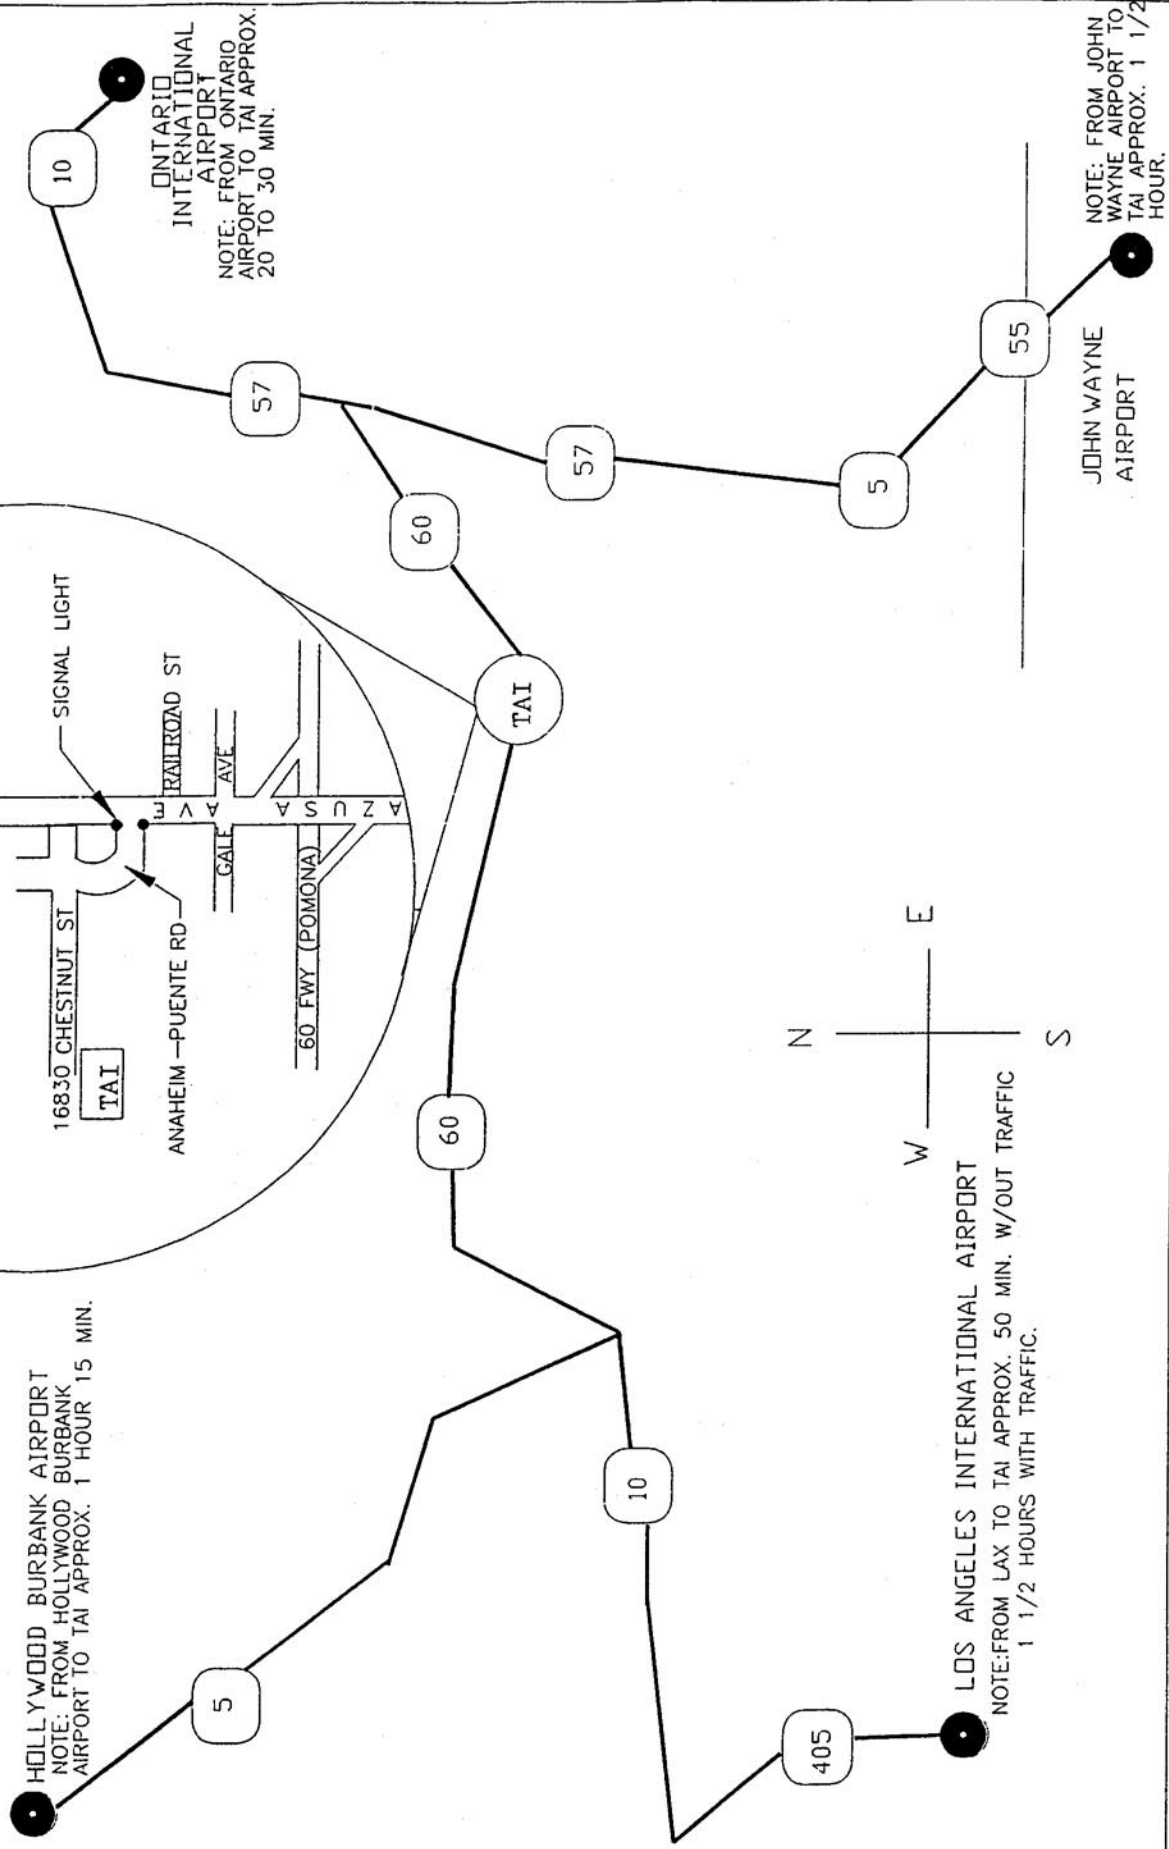 HOLLYWOOD BURBANK AIRPORT
NOTE: FROM HOLLYWOOD BURBANK
AIRPORT TO TAI APPROX. 1 HOUR 15 MIN.
5
16830 CHESTNUT ST
TAI
ANAHEIM-PUENTE RD
SIGNAL LIGHT
RAILROAD ST
GALE AVE
AZUSA AVE
60 FWY (POMONA)
10
ONTARIO
INTERNATIONAL
AIRPORT
NOTE: FROM ONTARIO
AIRPORT TO TAI APPROX.
20 TO 30 MIN.
57
60
60
TAI
57
10
405
5
55
LOS ANGELES INTERNATIONAL AIRPORT
NOTE:FROM LAX TO TAI APPROX. 50 MIN. W/OUT TRAFFIC
1 1/2 HOURS WITH TRAFFIC.
N
W
E
S
JOHN WAYNE
AIRPORT
NOTE: FROM JOHN
WAYNE AIRPORT TO
TAI APPROX. 1 1/2
HOUR.